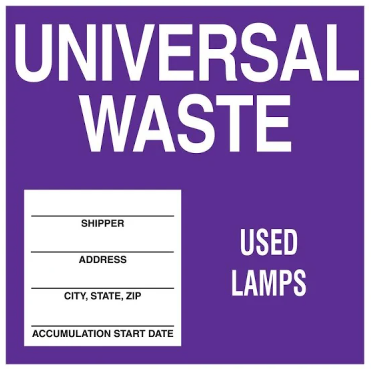 UNIVERSAL
WASTE
SHIPPER
ADDRESS
CITY, STATE, ZIP
ACCUMULATION START DATE
USED
LAMPS